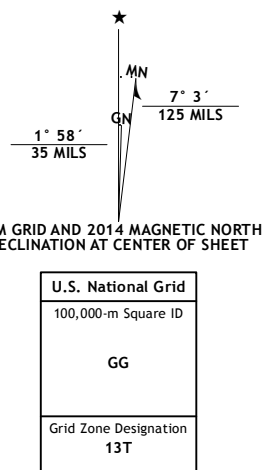 ★
MN
7° 3´
125 MILS
GN
1° 58´
35 MILS
M GRID AND 2014 MAGNETIC NORTH
ECLINATION AT CENTER OF SHEET
U.S. National Grid
100,000-m Square ID
GG
Grid Zone Designation
13T